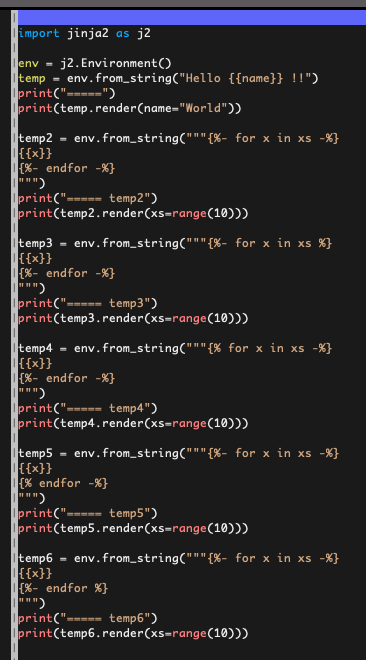 import jinja2 as j2
env = j2.Environment()
temp = env.from_string("Hello {{name}} !!")
print("=====")
print(temp.render(name="World"))
temp2 = env.from_string("""{%- for x in xs -%}
{{x}}
{%- endfor -%}
""")
print("===== temp2")
print(temp2.render(xs=range(10)))
temp3 = env.from_string("""{%- for x in xs %}
{{x}}
{%- endfor -%}
""")
print("===== temp3")
print(temp3.render(xs=range(10)))
temp4 = env.from_string("""{% for x in xs -%}
{{x}}
{%- endfor -%}
""")
print("===== temp4")
print(temp4.render(xs=range(10)))
temp5 = env.from_string("""{%- for x in xs -%}
{{x}}
{% endfor -%}
""")
print("===== temp5")
print(temp5.render(xs=range(10)))
temp6 = env.from_string("""{%- for x in xs -%}
{{x}}
{%- endfor %}
""")
print("===== temp6")
print(temp6.render(xs=range(10)))